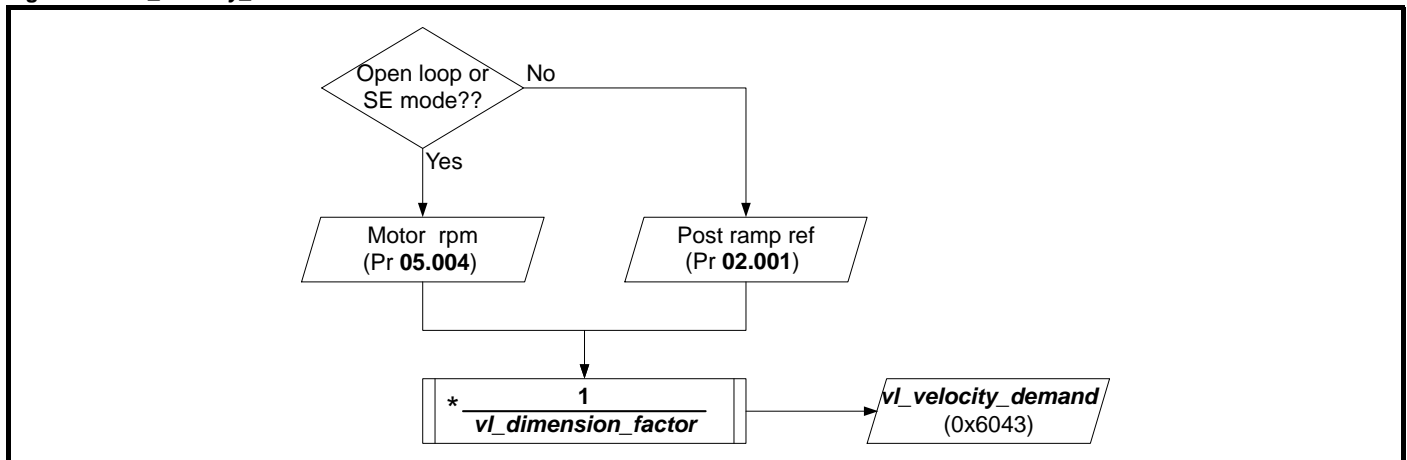 Open loop or
SE mode??
No
Yes
Motor rpm
(Pr 05.004)
Post ramp ref
(Pr 02.001)
* 1
vl_dimension_factor
vl_velocity_demand
(0x6043)